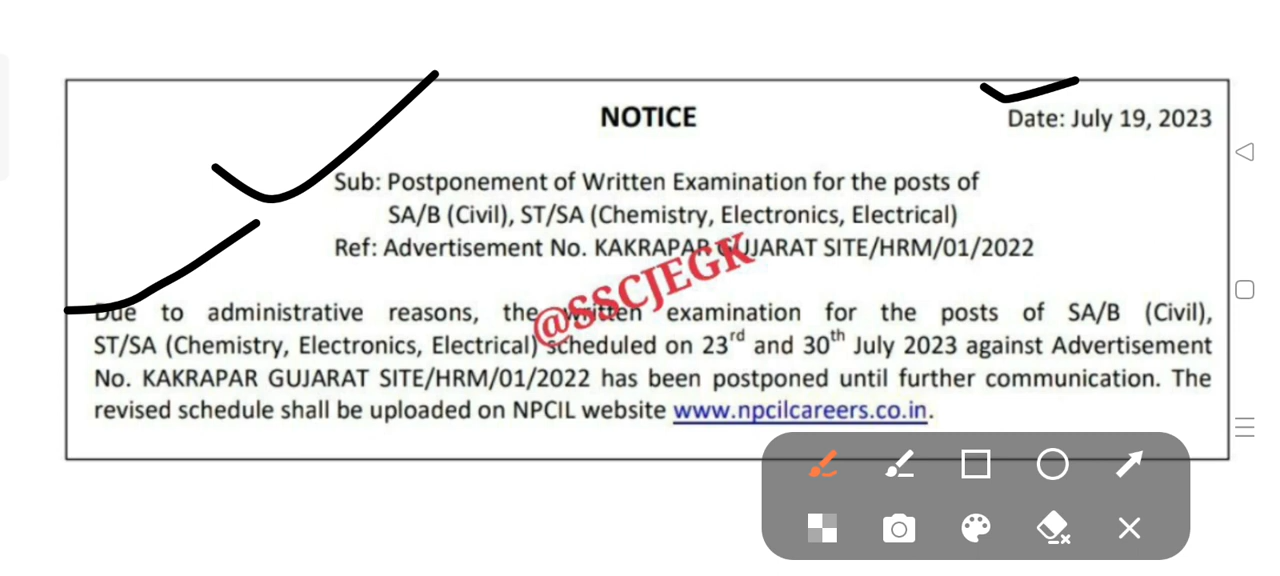 NOTICE
Date: July 19, 2023
Sub: Postponement of Written Examination for the posts of
SA/B (Civil), ST/SA (Chemistry, Electronics, Electrical)
Ref: Advertisement No. KAKRAPAR GUJARAT SITE/HRM/01/2022
@SSCJEGK
Due to administrative reasons, the written examination for the posts of SA/B (Civil),
ST/SA (Chemistry, Electronics, Electrical) scheduled on 23rd and 30th July 2023 against Advertisement
No. KAKRAPAR GUJARAT SITE/HRM/01/2022 has been postponed until further communication. The
revised schedule shall be uploaded on NPCIL website www.npcilcareers.co.in.